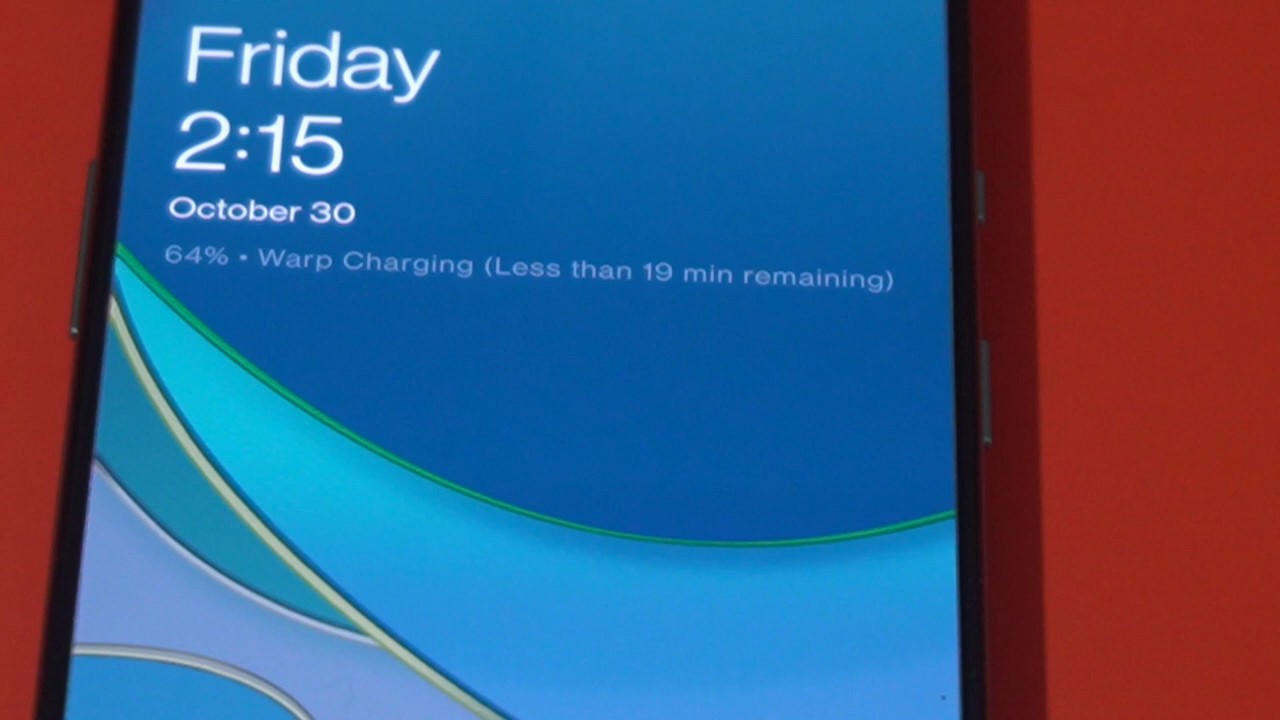 Friday
2:15
October 30
64% • Warp Charging (Less than 19 min remaining)